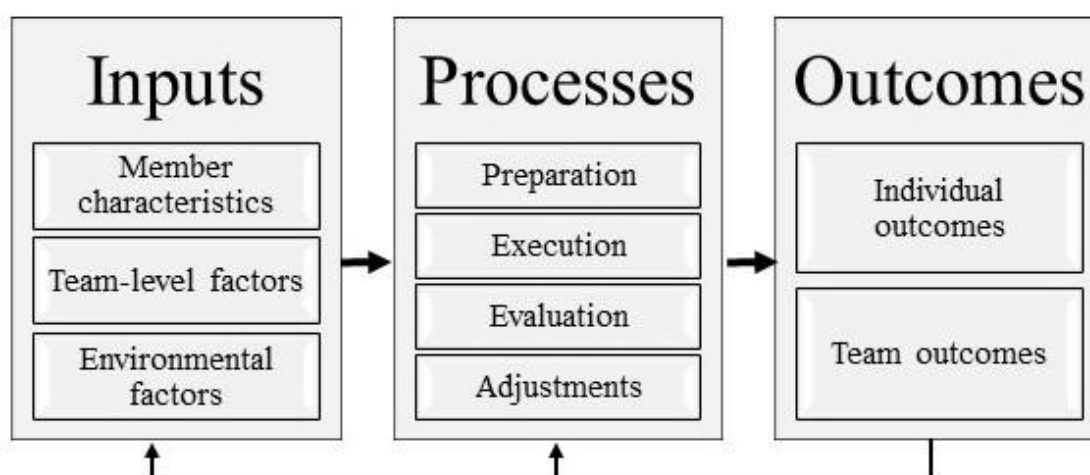 Inputs
Member
characteristics
Team-level factors
Environmental
factors
Processes
Preparation
Execution
Evaluation
Adjustments
Outcomes
Individual
outcomes
Team outcomes